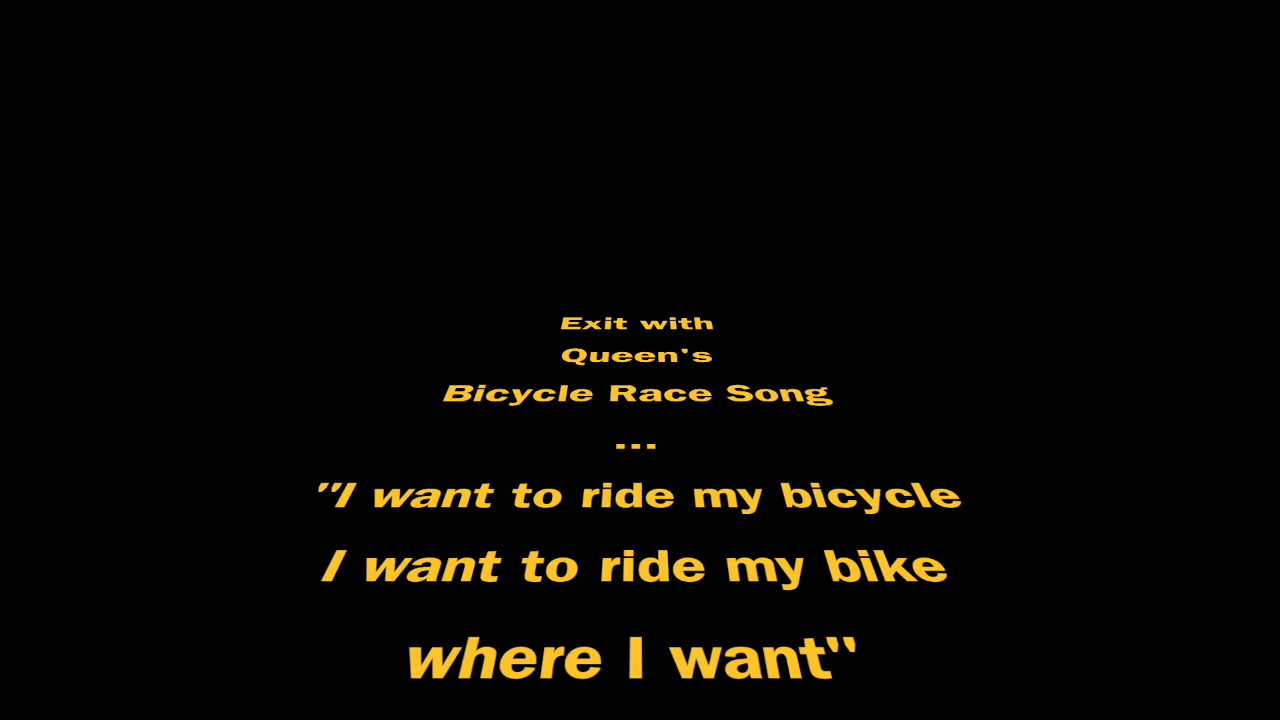 Exit with
Queen's
Bicycle Race Song
---
"I want to ride my bicycle
I want to ride my bike
where I want"